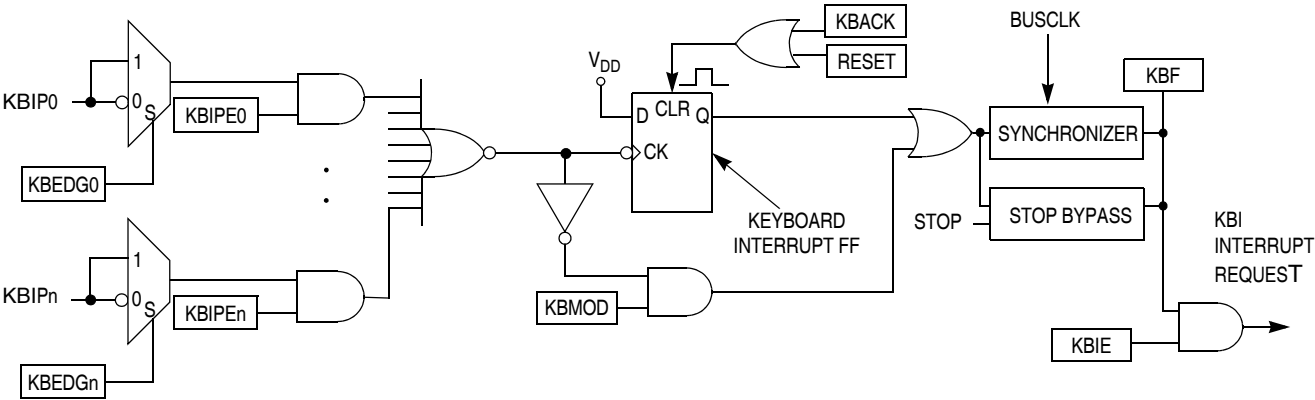 KBIP0
1
0
S
KBEDG0
KBIPE0
KBIPn
1
0
S
KBEDGn
KBIPEn
VDD
D
CLR
Q
CK
KBACK
RESET
KEYBOARD
INTERRUPT FF
KBMOD
BUSCLK
SYNCHRONIZER
STOP
STOP BYPASS
KBF
KBIE
KBI
INTERRUPT
REQUEST